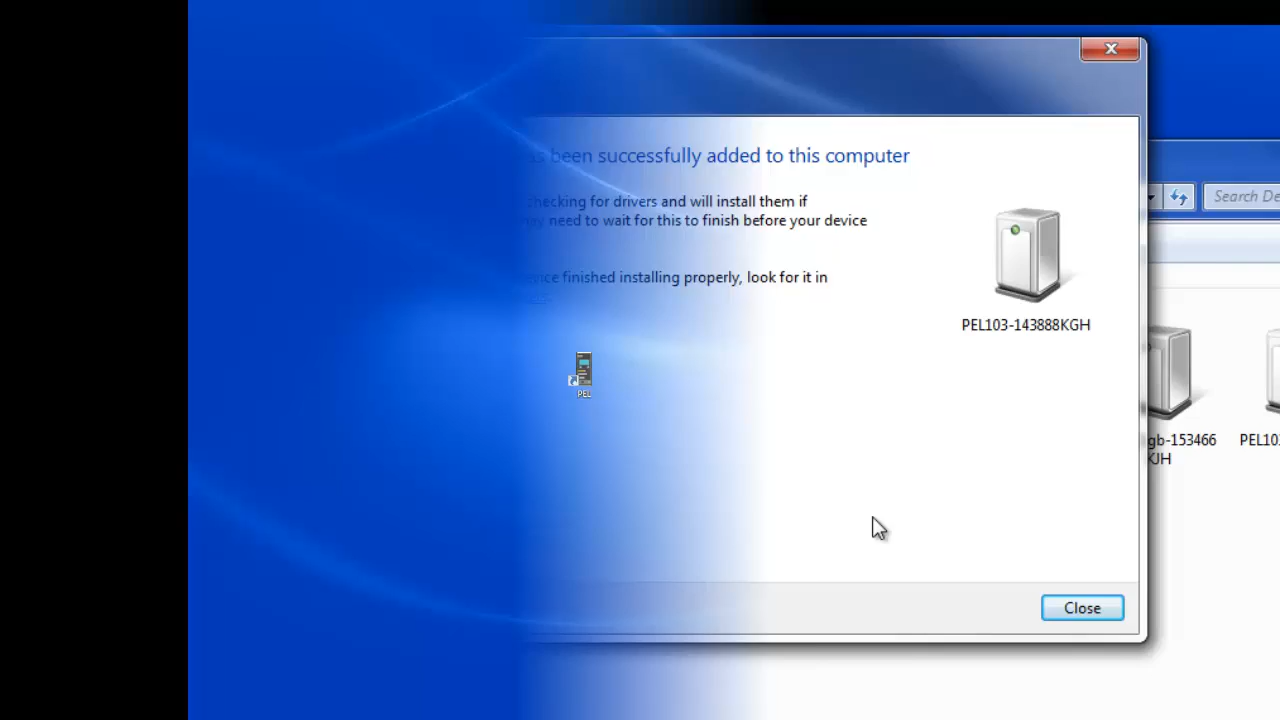 been successfully added to this computer
Search De
checking for drivers and will install them if
need to wait for this to finish before your device
finished installing properly, look for it in
PEL103-143888KGH
PEL
gb-153466
KJH
PEL103
Close